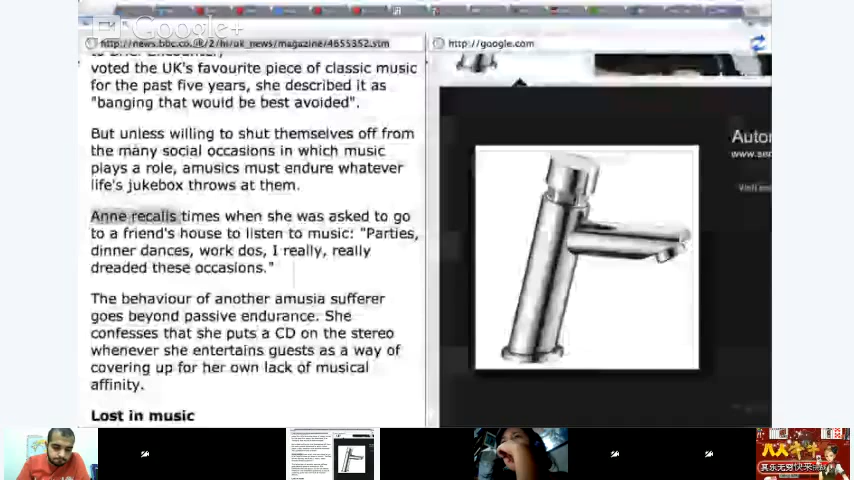 Google+
http://news.bbc.co.uk/2/hi/uk_news/magazine/4655352.stm
http://google.com
voted the UK's favourite piece of classic music
for the past five years, she described it as
"banging that would be best avoided".
But unless willing to shut themselves off from
the many social occasions in which music
plays a role, amusics must endure whatever
life's jukebox throws at them.
Anne recalls times when she was asked to go
to a friend's house to listen to music: "Parties,
dinner dances, work dos, I really, really
dreaded these occasions."
The behaviour of another amusia sufferer
goes beyond passive endurance. She
confesses that she puts a CD on the stereo
whenever she entertains guests as a way of
covering up for her own lack of musical
affinity.
Lost in music
Auto
www.se